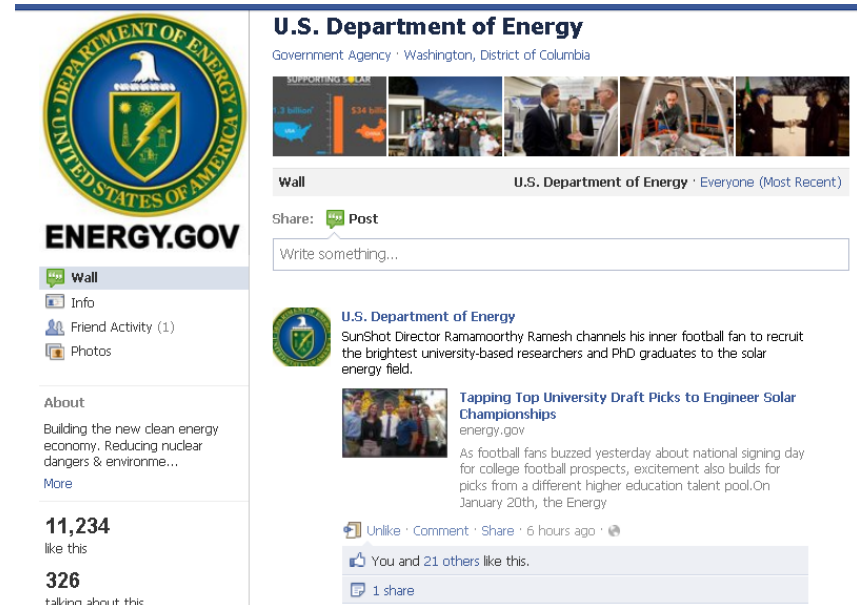 DEPARTMENT OF ENERGY
UNITED STATES OF AMERICA
ENERGY.GOV
Wall
Info
Friend Activity (1)
Photos
About
Building the new clean energy
economy. Reducing nuclear
dangers & environme...
More
11,234
like this
326
talking about this
U.S. Department of Energy
Government Agency · Washington, District of Columbia
SUPPORTING SOLAR
$34 billion
USA
CHINA
Wall
U.S. Department of Energy · Everyone (Most Recent)
Share: Post
Write something...
U.S. Department of Energy
SunShot Director Ramamoorthy Ramesh channels his inner football fan to recruit
the brightest university-based researchers and PhD graduates to the solar
energy field.
Tapping Top University Draft Picks to Engineer Solar
Championships
energy.gov
As football fans buzzed yesterday about national signing day
for college football prospects, excitement also builds for
picks from a different higher education talent pool.On
January 20th, the Energy
Unlike · Comment · Share · 6 hours ago ·
You and 21 others like this.
1 share